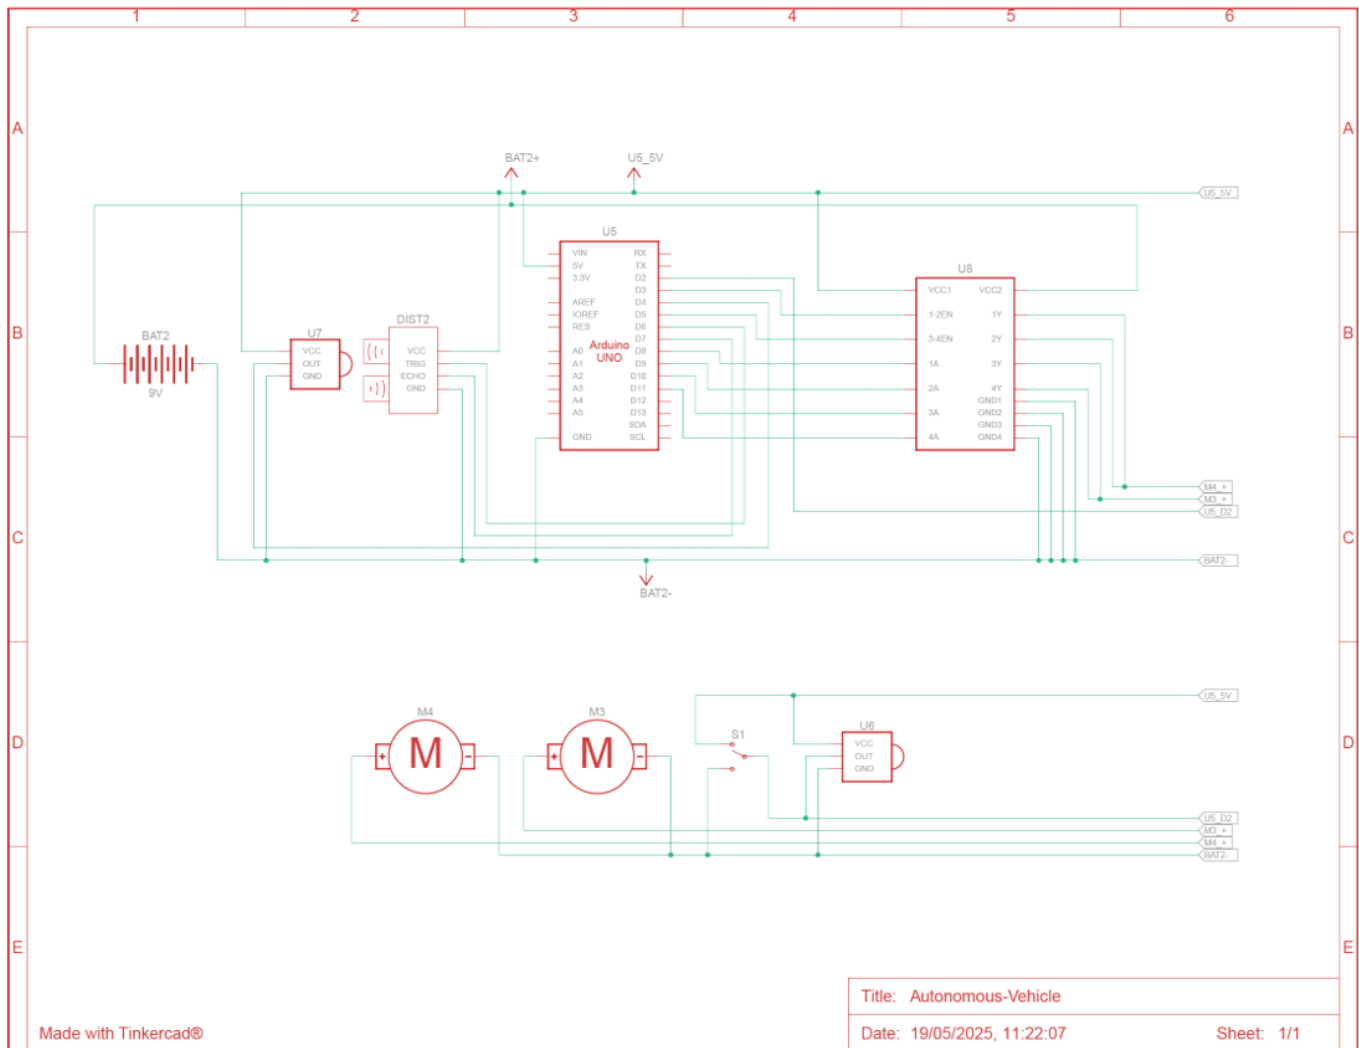 1 2 3 4 5 6
A A
BAT2+ U5_5V
U5_5V
B B
U5
VIN RX
5V TX
3.3V D2
D3
AREF D4
IOREF D5
RES D6
D7
A0 D8
A1 D9
A2 D10
A3 D11
A4 D12
A5 D13
SDA
GND SCL
Arduino
UNO
U8
VCC1 VCC2
1-2EN 1Y
3-4EN 2Y
1A 3Y
2A 4Y
GND1
3A GND2
GND3
4A GND4
BAT2
9V
U7
VCC
OUT
GND
DIST2
VCC
TRIG
ECHO
GND
M4_+
M3_+
U5_D2
C C
BAT2-
BAT2-
U5_5V
D D
M4
+ M -
M3
+ M -
S1
U6
VCC
OUT
GND
U5_D2
M3_+
M4_+
BAT2-
E E
Title: Autonomous-Vehicle
Made with Tinkercad®
Date: 19/05/2025, 11:22:07 Sheet: 1/1